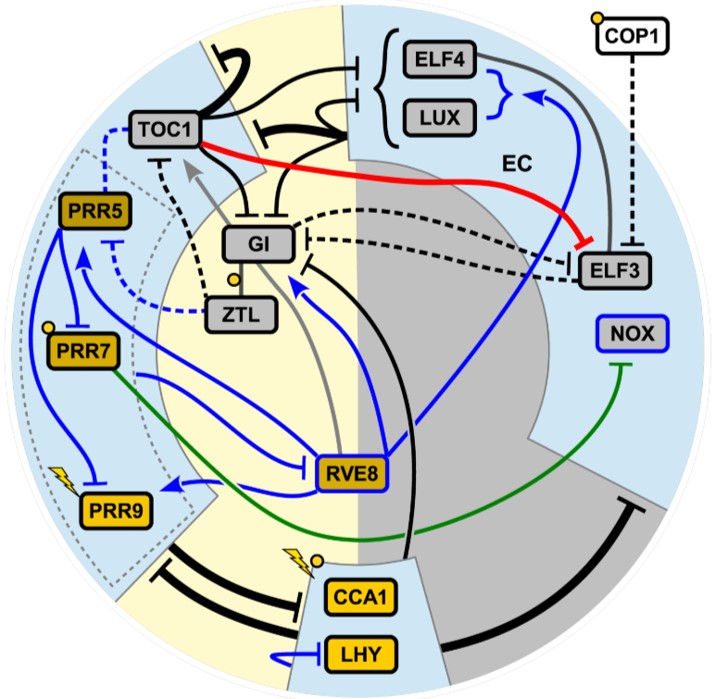 COP1
ELF4
LUX
TOC1
EC
PRR5
GI
ELF3
ZTL
NOX
PRR7
RVE8
PRR9
CCA1
LHY